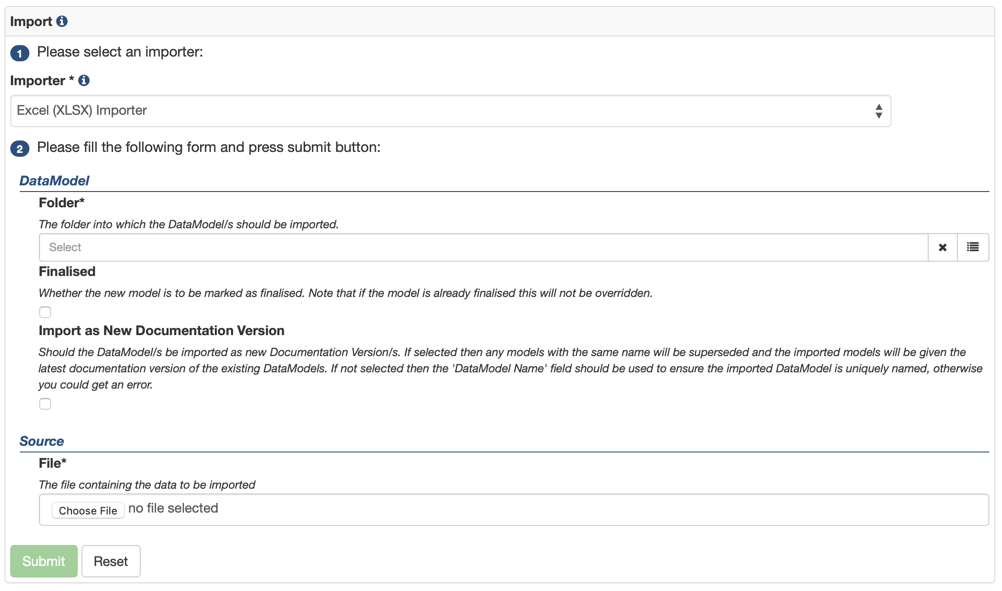 Import
1 Please select an importer:
Importer *
Excel (XLSX) Importer
2 Please fill the following form and press submit button:
DataModel
Folder*
The folder into which the DataModel/s should be imported.
Select
Finalised
Whether the new model is to be marked as finalised. Note that if the model is already finalised this will not be overridden.
Import as New Documentation Version
Should the DataModel/s be imported as new Documentation Version/s. If selected then any models with the same name will be superseded and the imported models will be given the
latest documentation version of the existing DataModels. If not selected then the 'DataModel Name' field should be used to ensure the imported DataModel is uniquely named, otherwise
you could get an error.
Source
File*
The file containing the data to be imported
Choose File no file selected
Submit Reset